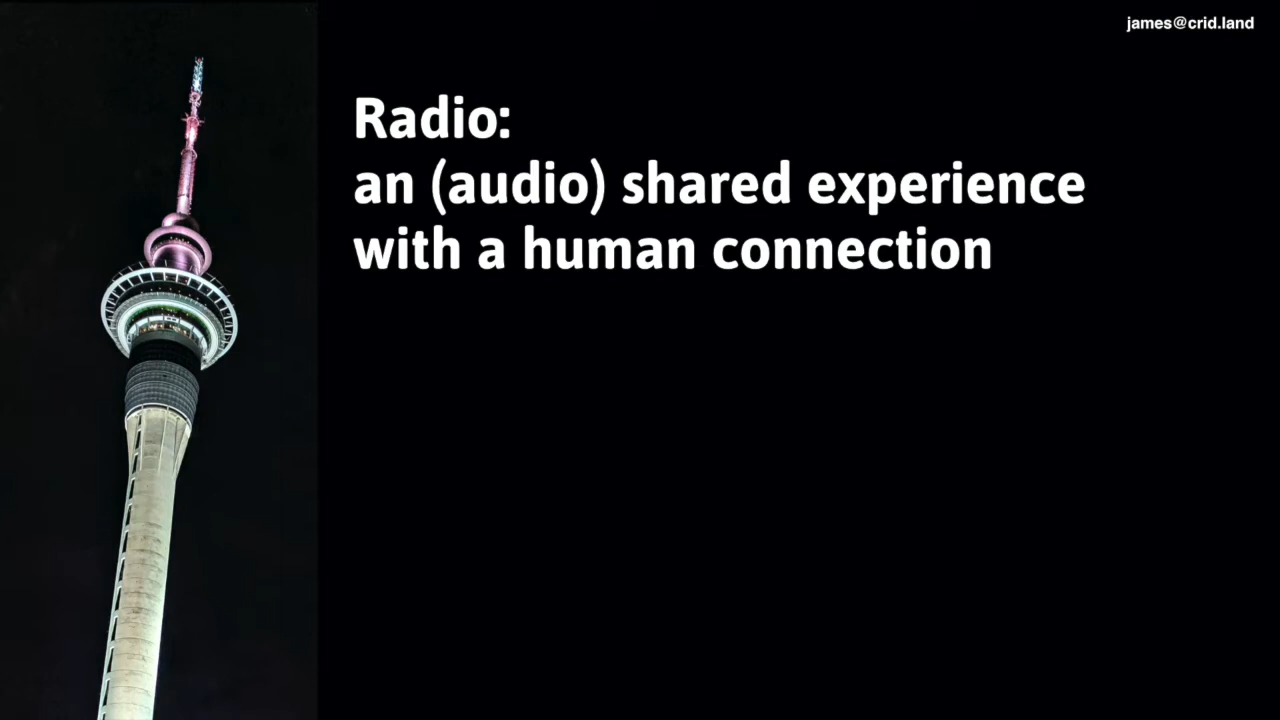 james@crid.land
Radio:
an (audio) shared experience
with a human connection